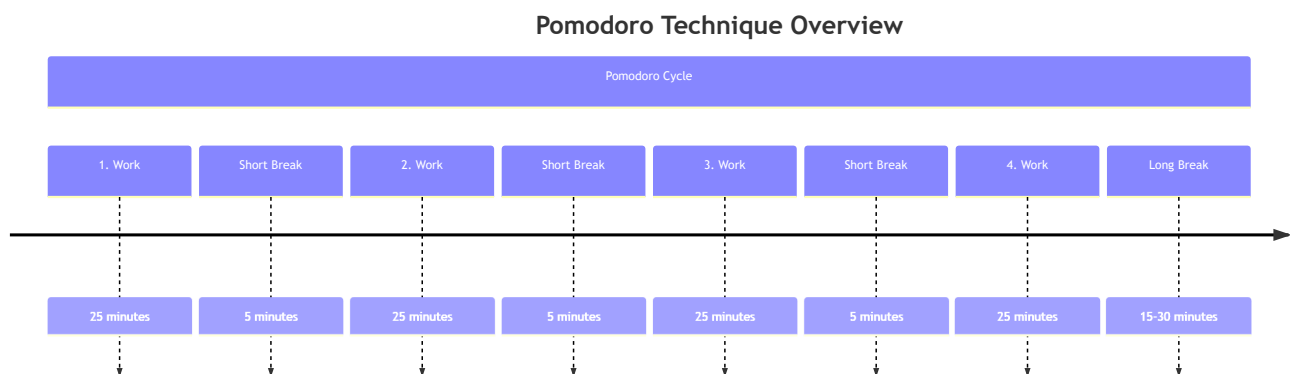 Pomodoro Technique Overview
Pomodoro Cycle
1. Work
Short Break
2. Work
Short Break
3. Work
Short Break
4. Work
Long Break
25 minutes
5 minutes
25 minutes
5 minutes
25 minutes
5 minutes
25 minutes
15-30 minutes